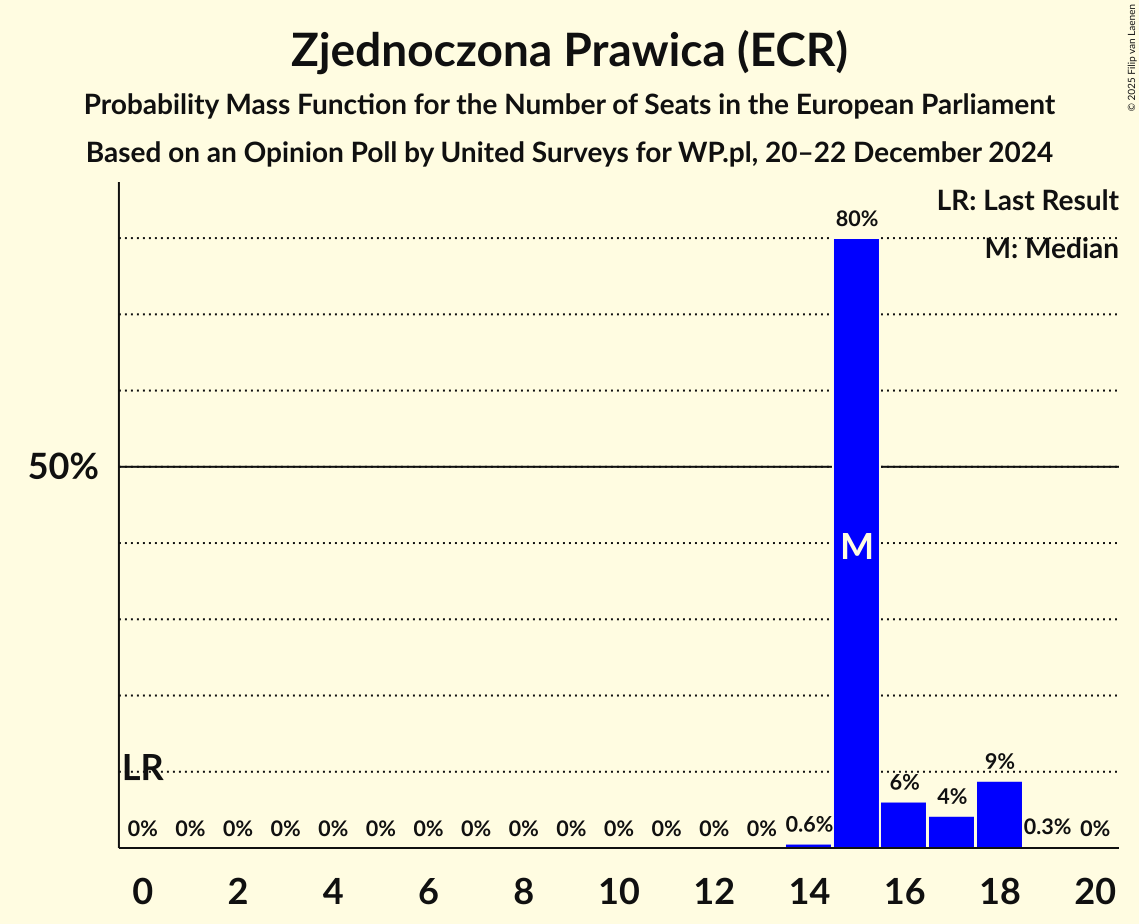 Zjednoczona Prawica (ECR)
Probability Mass Function for the Number of Seats in the European Parliament
Based on an Opinion Poll by United Surveys for WP.pl, 20–22 December 2024
© 2025 Filip van Laenen
LR: Last Result
M: Median
50%
80%
M
LR
0% 0% 0% 0% 0% 0% 0% 0% 0% 0% 0% 0% 0% 0% 0.6% 6% 4% 9% 0.3% 0%
0 2 4 6 8 10 12 14 16 18 20